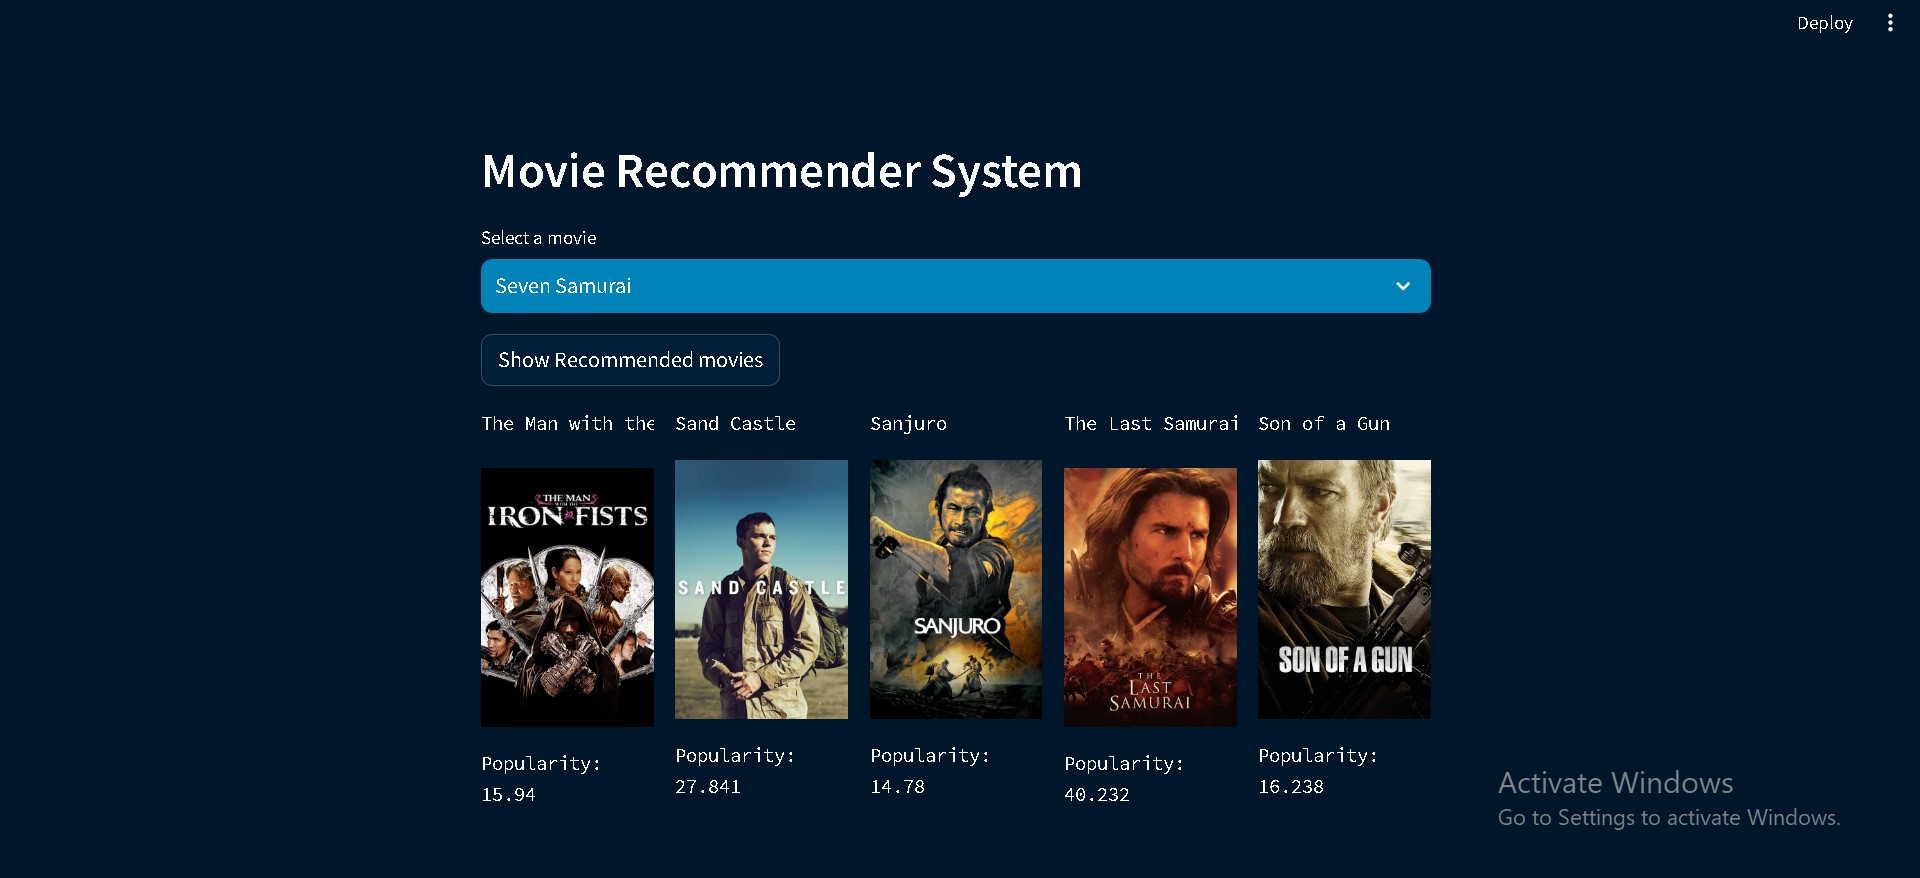 Deploy
Movie Recommender System
Select a movie
Seven Samurai
Show Recommended movies
The Man with the
Sand Castle
Sanjuro
The Last Samurai
Son of a Gun
THE MAN
WITH THE
IRON FISTS
SAND CASTLE
SANJURO
THE
LAST
SAMURAI
SON OF A GUN
Popularity:
15.94
Popularity:
27.841
Popularity:
14.78
Popularity:
40.232
Popularity:
16.238
Activate Windows
Go to Settings to activate Windows.